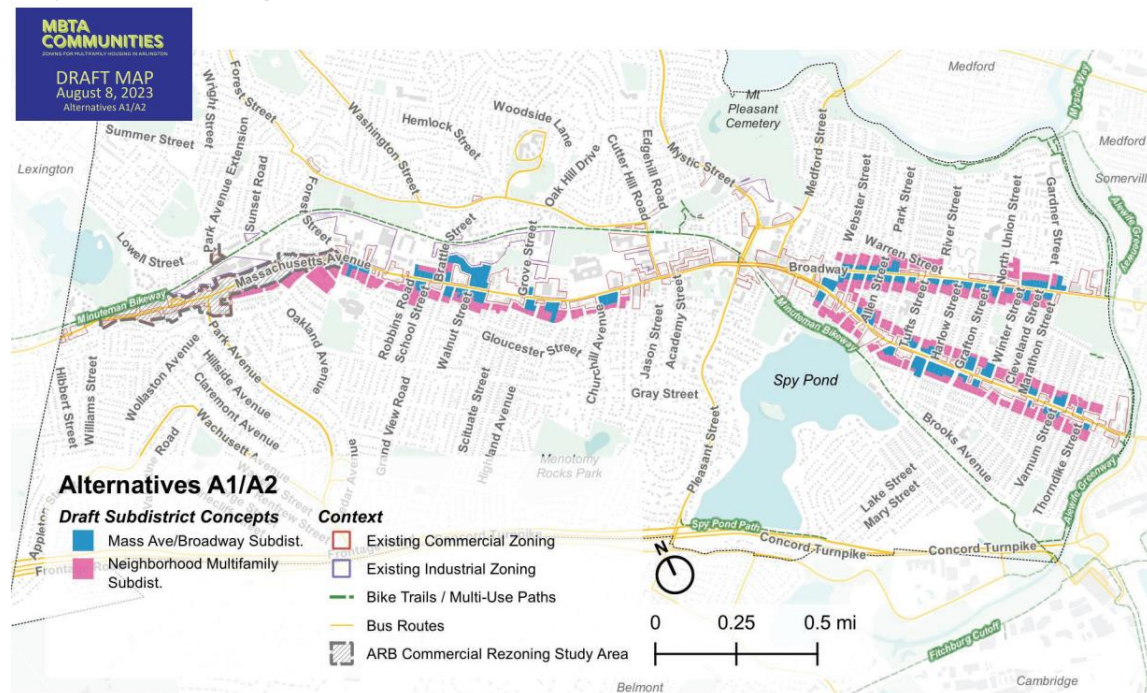 MBTA
COMMUNITIES
ZONING FOR MULTIFAMILY HOUSING IN ARLINGTON
DRAFT MAP
August 8, 2023
Alternatives A1/A2
Medford
Mystic Way
Medford
Somerville
Alewife Greenway
Mt
Pleasant
Cemetery
Lexington
Summer Street
Wright Street
Forest Street
Park Avenue Extension
Sunset Road
Forest Street
Washington Street
Hemlock Street
Woodside Lane
Oak Hill Drive
Cutter Hill Road
Edgehill Road
Mystic Street
Medford Street
Webster Street
Park Street
Warren Street
River Street
North Union Street
Gardner Street
Lowell Street
Massachusetts Avenue
Brattle Street
Grove Street
Broadway
Allen Street
Tufts Street
Harlow Street
Grafton Street
Winter Street
Cleveland Street
Marathon Street
Minuteman Bikeway
Minuteman Bikeway
Robbins Road
School Street
Walnut Street
Gloucester Street
Churchill Avenue
Jason Street
Academy Street
Gray Street
Spy Pond
Oakland Avenue
Park Avenue
Hillside Avenue
Claremont Avenue
Wollaston Avenue
Williams Street
Hibbert Street
Grand View Road
Scituate Street
Highland Avenue
Menotomy
Rocks Park
Pleasant Street
Brooks Avenue
Lake Street
Mary Street
Varnum Street
Thorndike Street
Alewife Greenway
Spy Pond Path
Concord Turnpike
Concord Turnpike
Alternatives A1/A2
Draft Subdistrict Concepts
Mass Ave/Broadway Subdist.
Neighborhood Multifamily
Subdist.
Context
Existing Commercial Zoning
Existing Industrial Zoning
Bike Trails / Multi-Use Paths
Bus Routes
ARB Commercial Rezoning Study Area
N
0 0.25 0.5 mi
Fitchburg Cutoff
Belmont
Cambridge